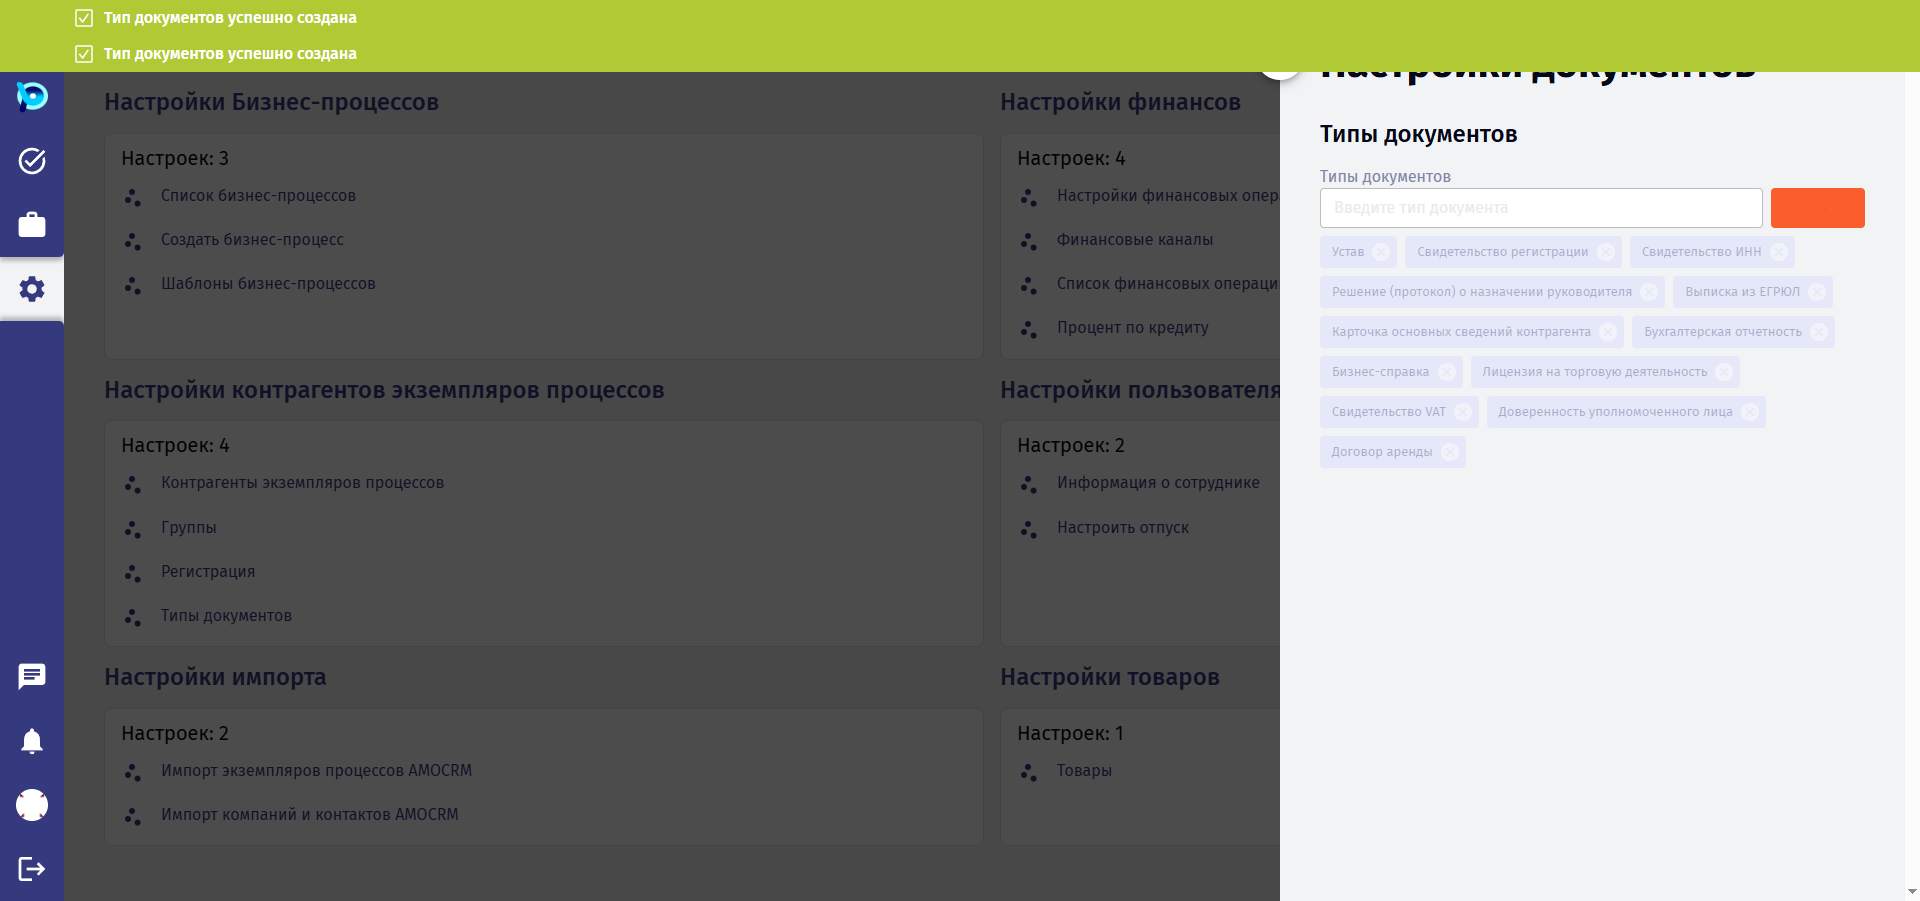 Тип документов успешно создана
Тип документов успешно создана
Настройки Бизнес-процессов
Настроек: 3
Список бизнес-процессов
Создать бизнес-процесс
Шаблоны бизнес-процессов
Настройки финансов
Настроек: 4
Настройки финансовых опер
Финансовые каналы
Список финансовых операци
Процент по кредиту
Настройки контрагентов экземпляров процессов
Настроек: 4
Контрагенты экземпляров процессов
Группы
Регистрация
Типы документов
Настройки пользователя
Настроек: 2
Информация о сотруднике
Настроить отпуск
Настройки импорта
Настроек: 2
Импорт экземпляров процессов AMOCRM
Импорт компаний и контактов AMOCRM
Настройки товаров
Настроек: 1
Товары
Настройки документов
Типы документов
Типы документов
Введите тип документа
Устав Свидетельство регистрации Свидетельство ИНН
Решение (протокол) о назначении руководителя Выписка из ЕГРЮЛ
Карточка основных сведений контрагента Бухгалтерская отчетность
Бизнес-справка Лицензия на торговую деятельность
Свидетельство VAT Доверенность уполномоченного лица
Договор аренды